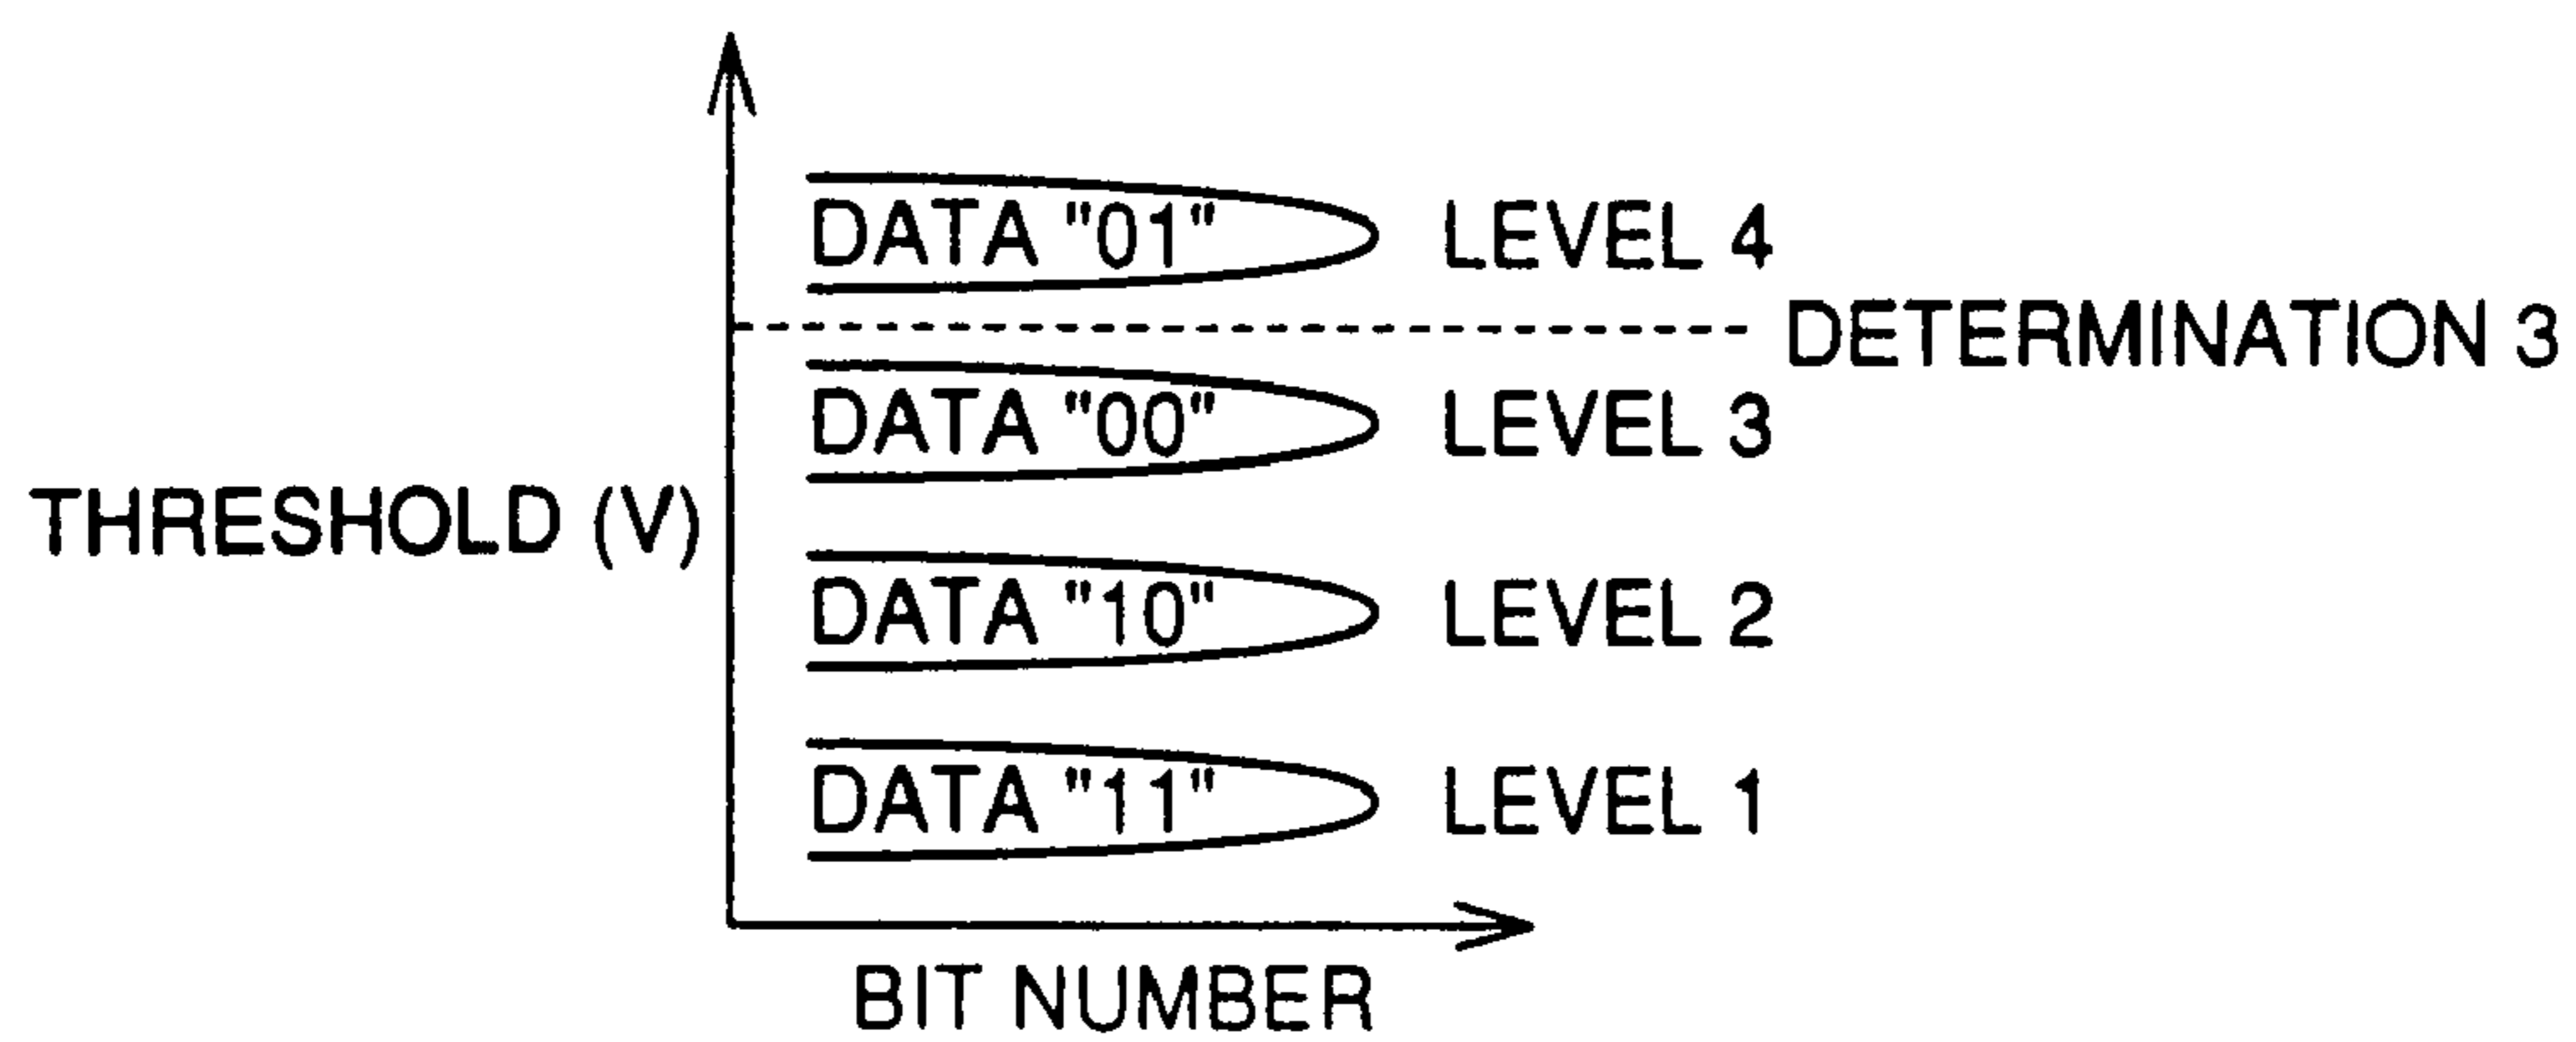 DATA "01" LEVEL 4
DETERMINATION 3
DATA "00" LEVEL 3
THRESHOLD (V)
DATA "10" LEVEL 2
DATA "11" LEVEL 1
BIT NUMBER